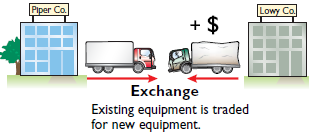 Piper Co.
Lowy Co.
+ $
Exchange
Existing equipment is traded
for new equipment.